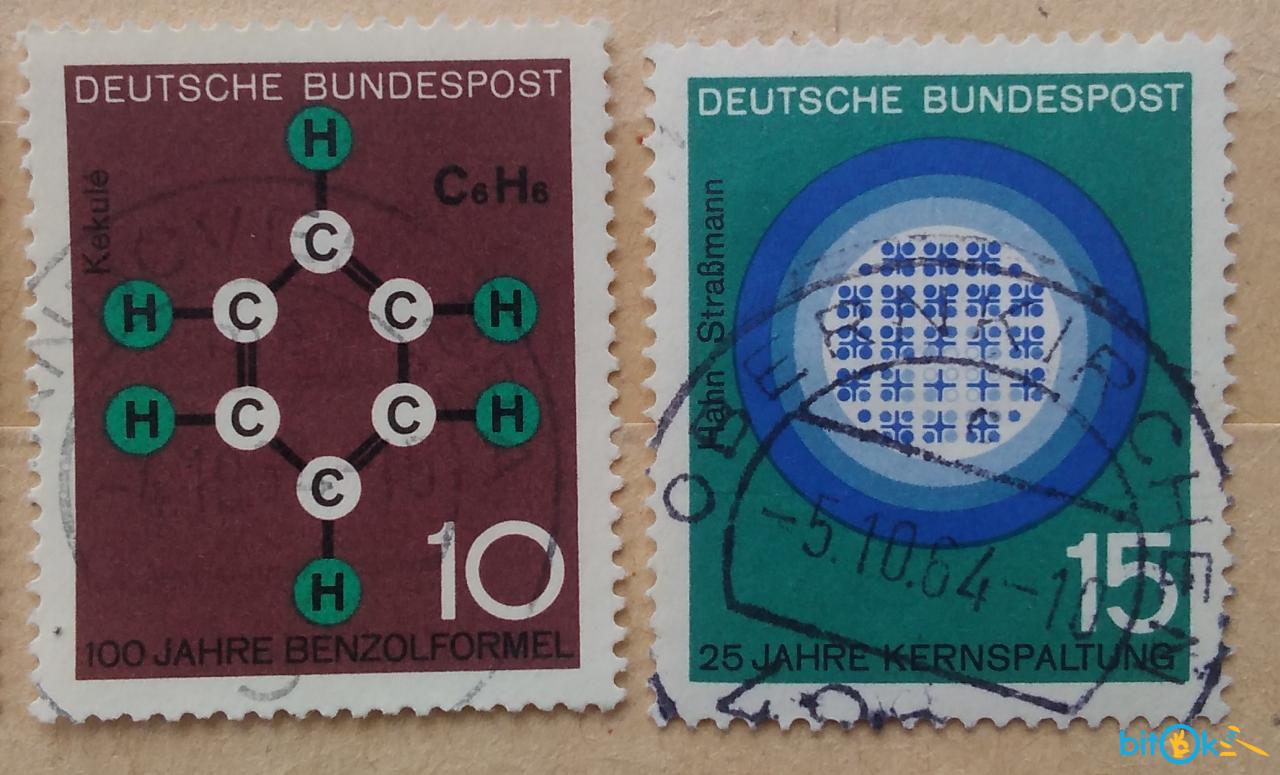 DEUTSCHE BUNDESPOST
Kekulé
C₆H₆
H
C
H C C H
H C C H
C
H
10
100 JAHRE BENZOLFORMEL
DEUTSCHE BUNDESPOST
Hahn · Straßmann
OBERNKIRCHEN
-5.10.64-10
15
25 JAHRE KERNSPALTUNG
bitOk